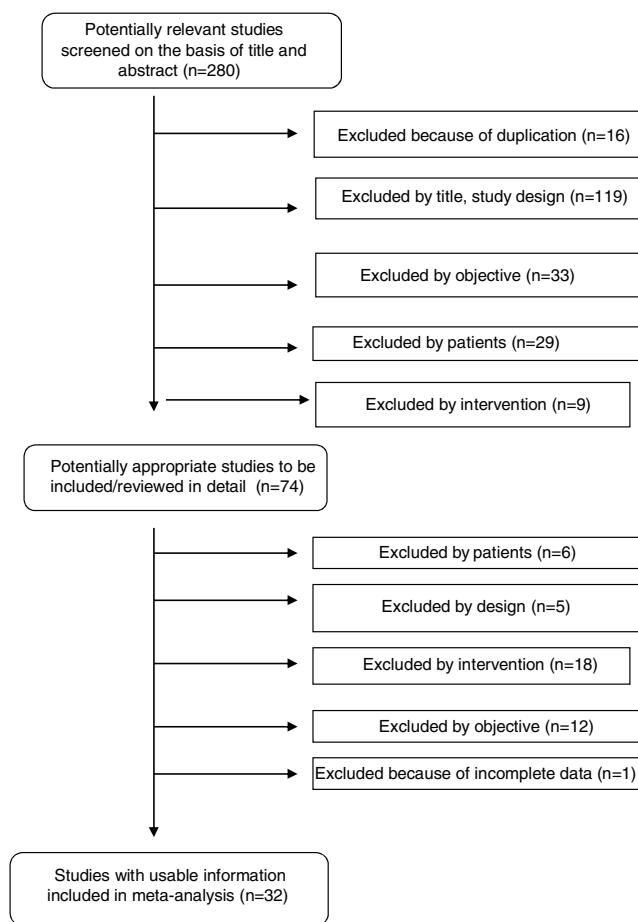 Potentially relevant studies
screened on the basis of title and
abstract (n=280)
Excluded because of duplication (n=16)
Excluded by title, study design (n=119)
Excluded by objective (n=33)
Excluded by patients (n=29)
Excluded by intervention (n=9)
Potentially appropriate studies to be
included/reviewed in detail (n=74)
Excluded by patients (n=6)
Excluded by design (n=5)
Excluded by intervention (n=18)
Excluded by objective (n=12)
Excluded because of incomplete data (n=1)
Studies with usable information
included in meta-analysis (n=32)